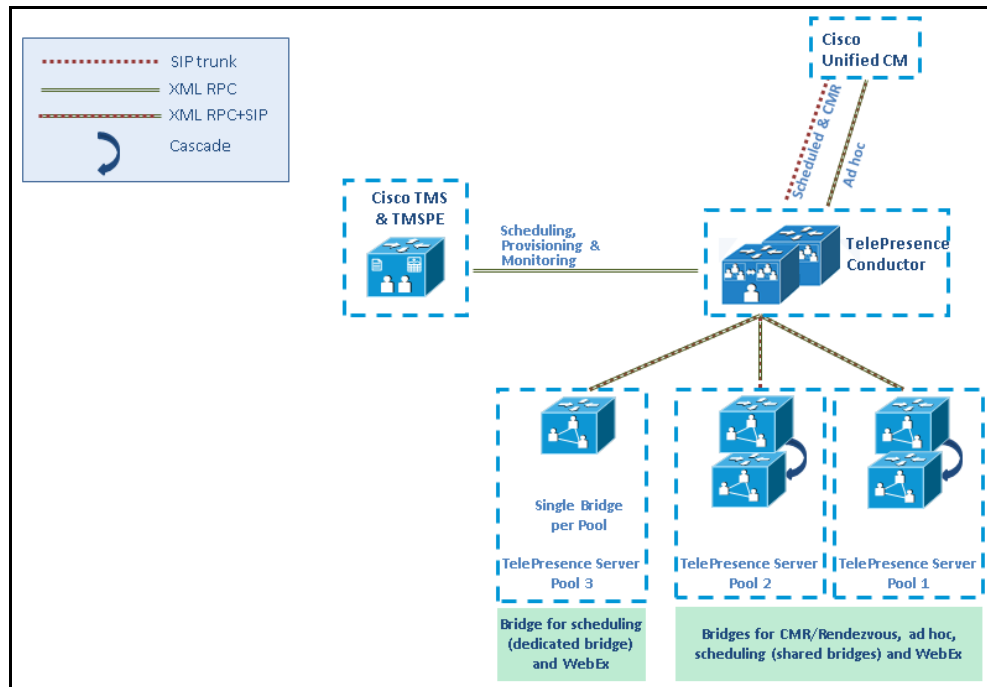 SIP trunk
XML RPC
XML RPC+SIP
Cascade
Cisco
Unified CM
Scheduled & CMR
Ad hoc
Cisco TMS
& TMSPE
Scheduling,
Provisioning &
Monitoring
TelePresence
Conductor
Single Bridge
per Pool
TelePresence Server
Pool 3
TelePresence Server
Pool 2
TelePresence Server
Pool 1
Bridge for scheduling
(dedicated bridge)
and WebEx
Bridges for CMR/Rendezvous, ad hoc,
scheduling (shared bridges) and WebEx